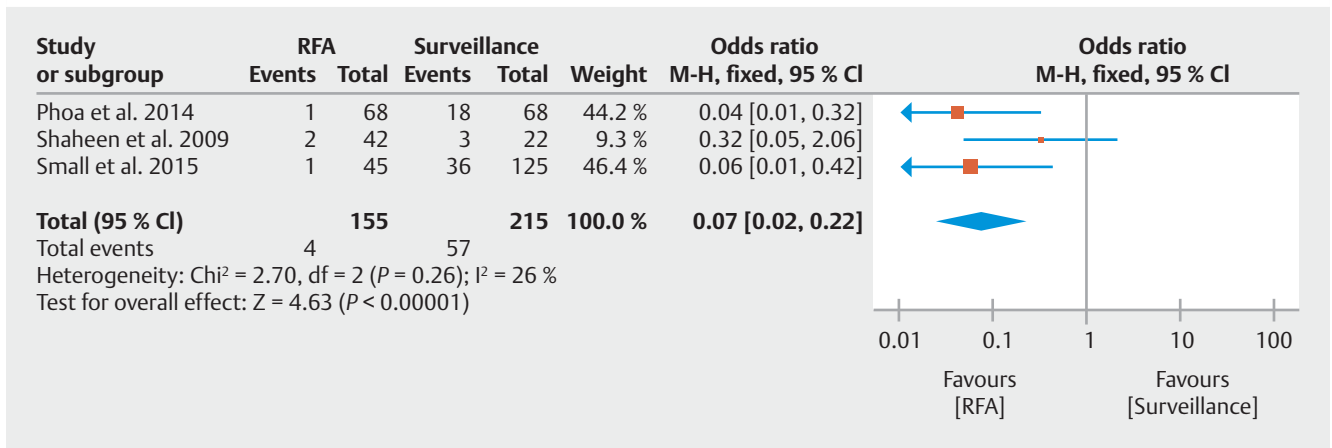 Study RFA Surveillance Odds ratio Odds ratio
or subgroup Events Total Events Total Weight M-H, fixed, 95 % CI M-H, fixed, 95 % CI
Phoa et al. 2014 1 68 18 68 44.2 % 0.04 [0.01, 0.32]
Shaheen et al. 2009 2 42 3 22 9.3 % 0.32 [0.05, 2.06]
Small et al. 2015 1 45 36 125 46.4 % 0.06 [0.01, 0.42]
Total (95 % CI) 155 215 100.0 % 0.07 [0.02, 0.22]
Total events 4 57
Heterogeneity: Chi² = 2.70, df = 2 (P = 0.26); I² = 26 %
Test for overall effect: Z = 4.63 (P < 0.00001)
0.01 0.1 1 10 100
Favours Favours
[RFA] [Surveillance]